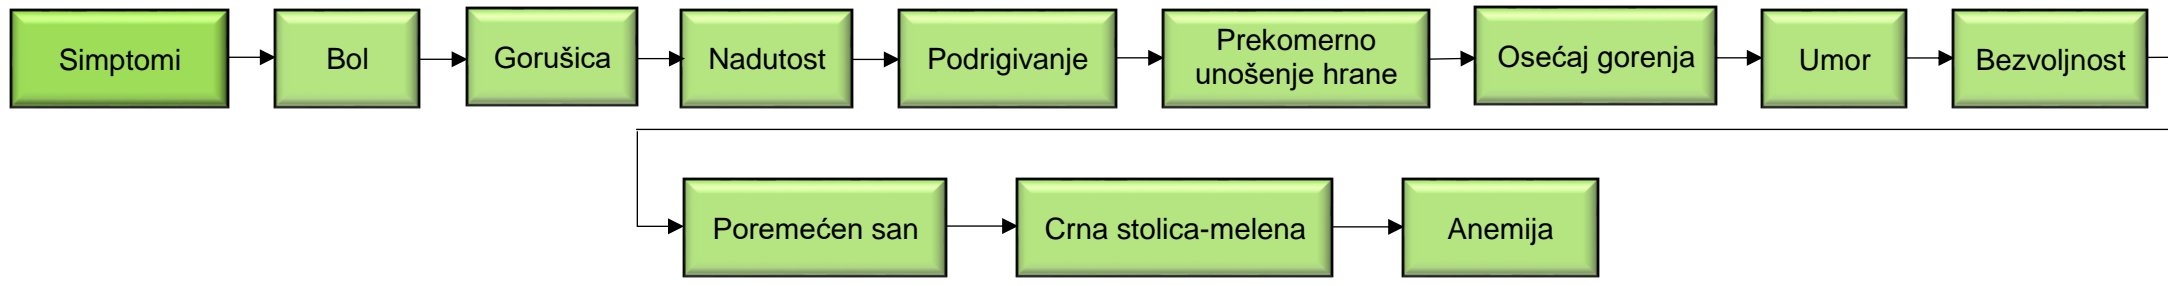 Simptomi
Bol
Gorušica
Nadutost
Podrigivanje
Prekomerno
unošenje hrane
Osećaj gorenja
Umor
Bezvoljnost
Poremećen san
Crna stolica-melena
Anemija